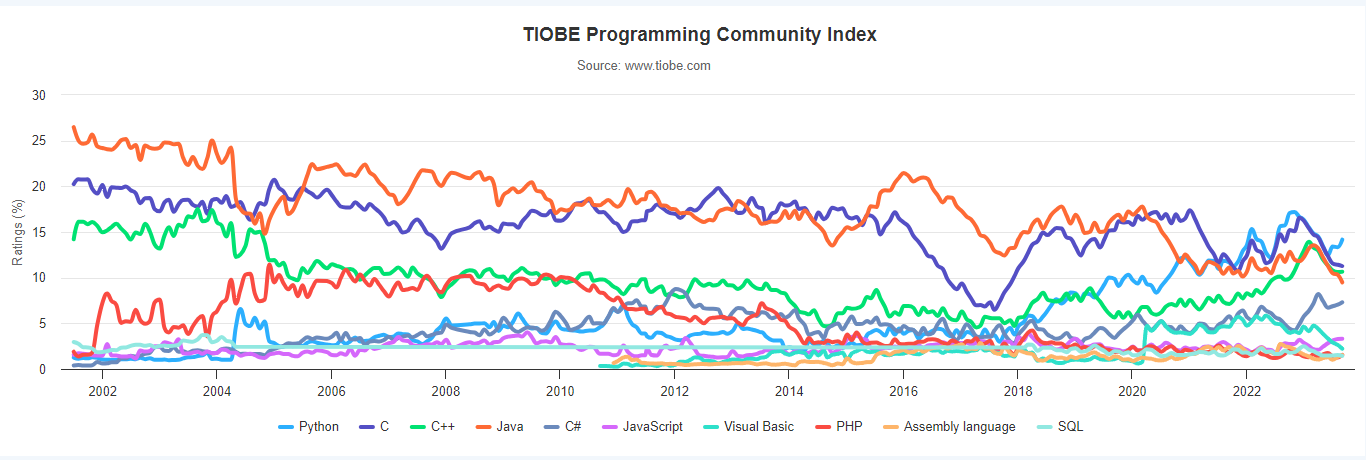 TIOBE Programming Community Index
Source: www.tiobe.com
Ratings (%)
30
25
20
15
10
5
0
2002 2004 2006 2008 2010 2012 2014 2016 2018 2020 2022
Python C C++ Java C# JavaScript Visual Basic PHP Assembly language SQL